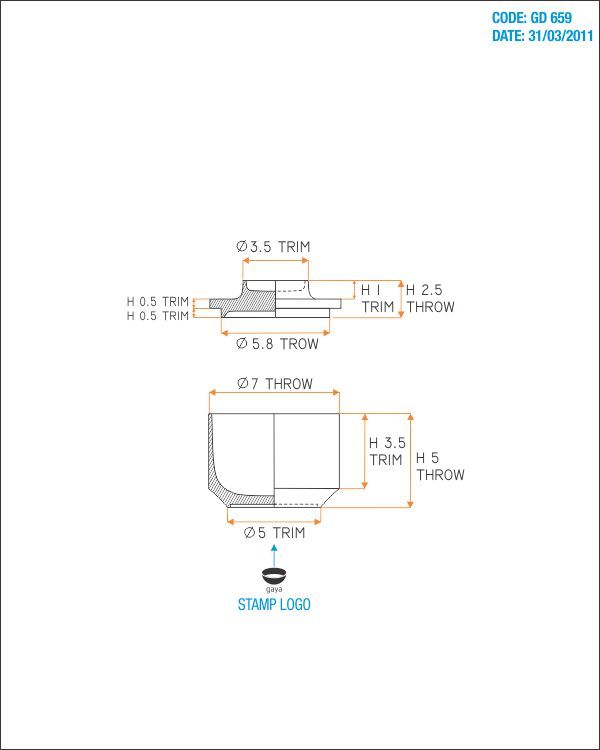 CODE: GD 659
DATE: 31/03/2011
Ø3.5 TRIM
H 0.5 TRIM
H 0.5 TRIM
H 1
TRIM
H 2.5
THROW
Ø5.8 TROW
Ø7 THROW
H 3.5
TRIM
H 5
THROW
Ø5 TRIM
gaya
STAMP LOGO